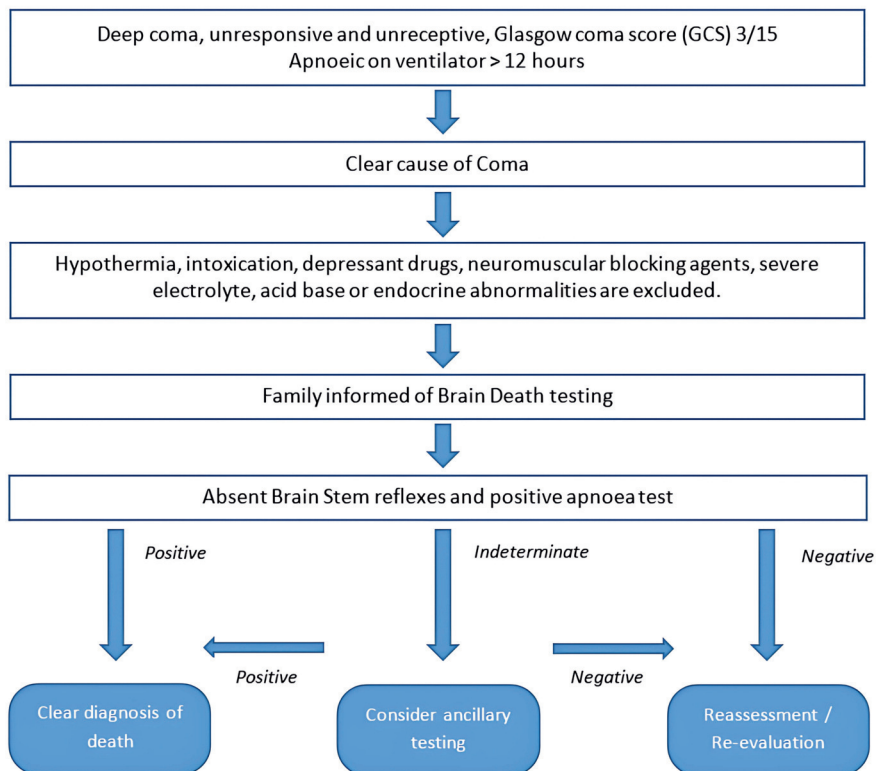 Deep coma, unresponsive and unreceptive, Glasgow coma score (GCS) 3/15
Apnoeic on ventilator > 12 hours
Clear cause of Coma
Hypothermia, intoxication, depressant drugs, neuromuscular blocking agents, severe
electrolyte, acid base or endocrine abnormalities are excluded.
Family informed of Brain Death testing
Absent Brain Stem reflexes and positive apnoea test
Positive
Indeterminate
Negative
Positive
Negative
Clear diagnosis of
death
Consider ancillary
testing
Reassessment /
Re-evaluation